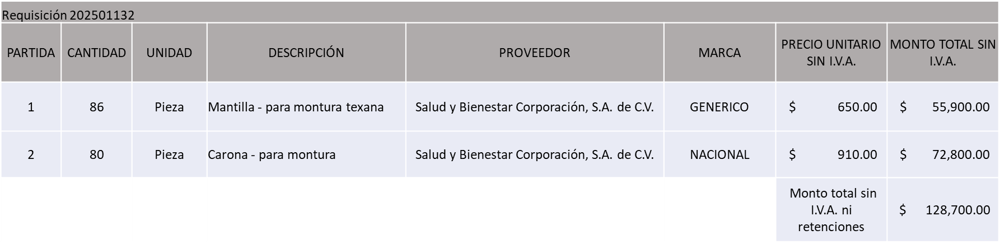 Requisición 202501132
PARTIDA CANTIDAD UNIDAD DESCRIPCIÓN PROVEEDOR MARCA PRECIO UNITARIO SIN I.V.A. MONTO TOTAL SIN I.V.A.
1 86 Pieza Mantilla - para montura texana Salud y Bienestar Corporación, S.A. de C.V. GENERICO $ 650.00 $ 55,900.00
2 80 Pieza Carona - para montura Salud y Bienestar Corporación, S.A. de C.V. NACIONAL $ 910.00 $ 72,800.00
Monto total sin
I.V.A. ni
retenciones
$ 128,700.00